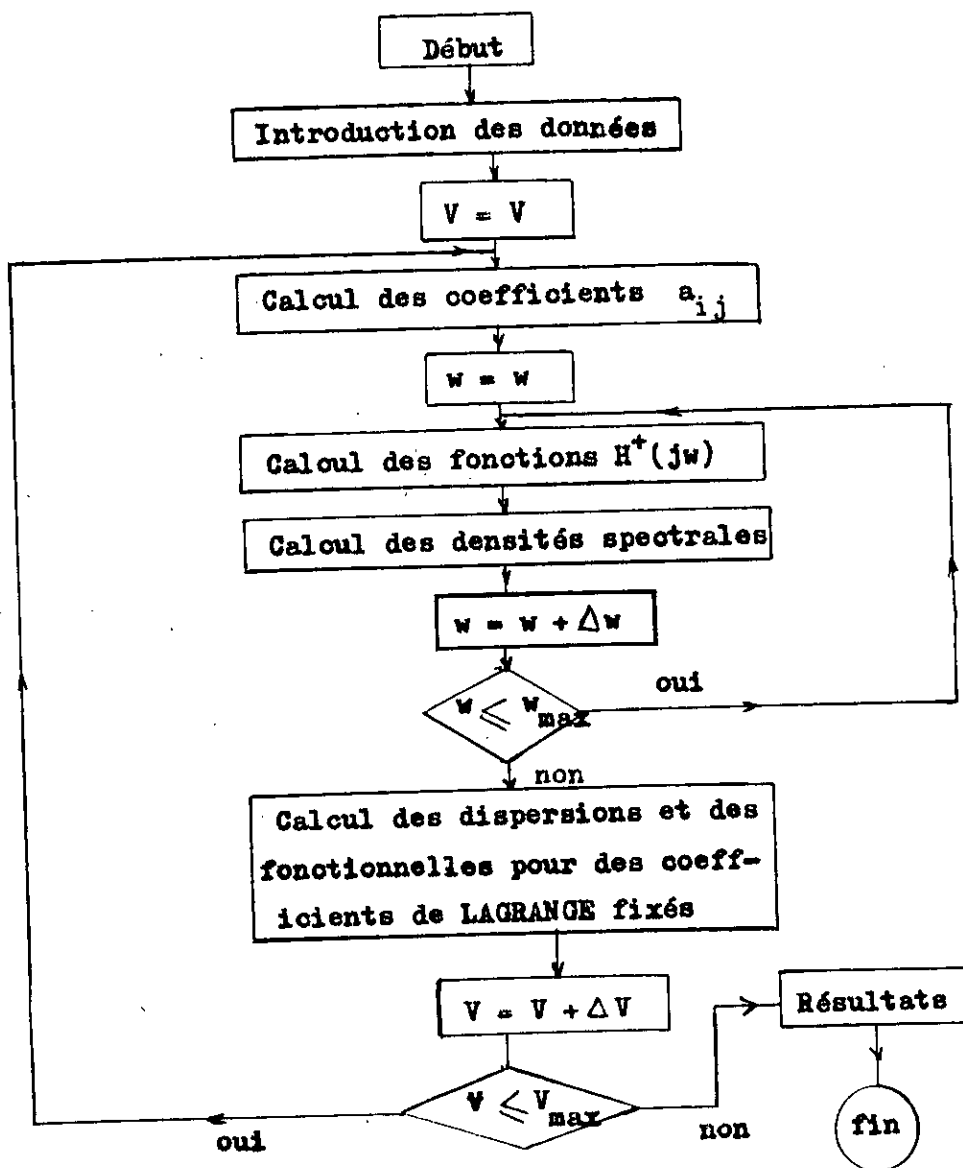 Début
Introduction des données
V = V
Calcul des coefficients a_ij
w = w
Calcul des fonctions H⁺(jw)
Calcul des densités spectrales
w = w + Δw
w ⩽ w_max
oui
non
Calcul des dispersions et des
fonctionnelles pour des coeff-
icients de LAGRANGE fixés
V = V + ΔV
Résultats
V ⩽ V_max
oui
non
fin